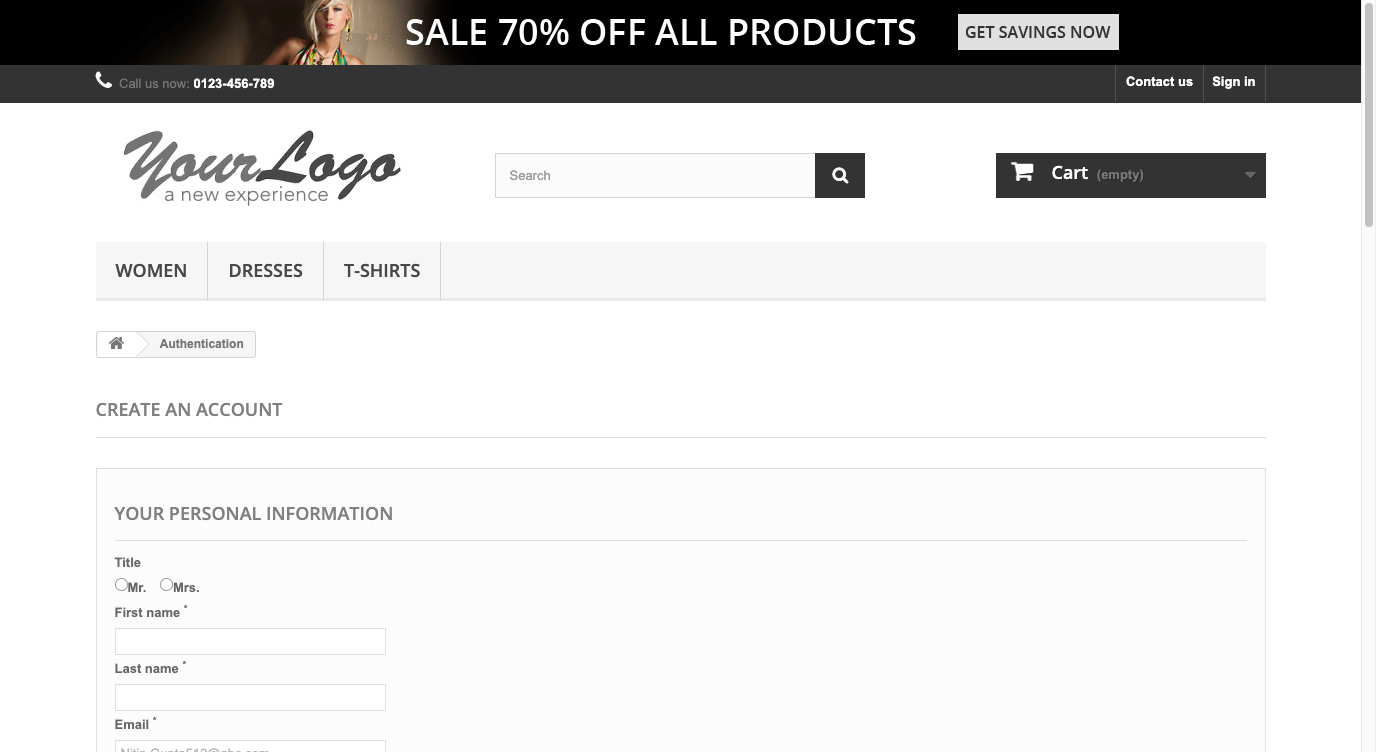 SALE 70% OFF ALL PRODUCTS GET SAVINGS NOW
Call us now: 0123-456-789 Contact us Sign in
YourLogo
a new experience
Search
Cart (empty)
WOMEN DRESSES T-SHIRTS
Authentication
CREATE AN ACCOUNT
YOUR PERSONAL INFORMATION
Title
Mr. Mrs.
First name *
Last name *
Email *